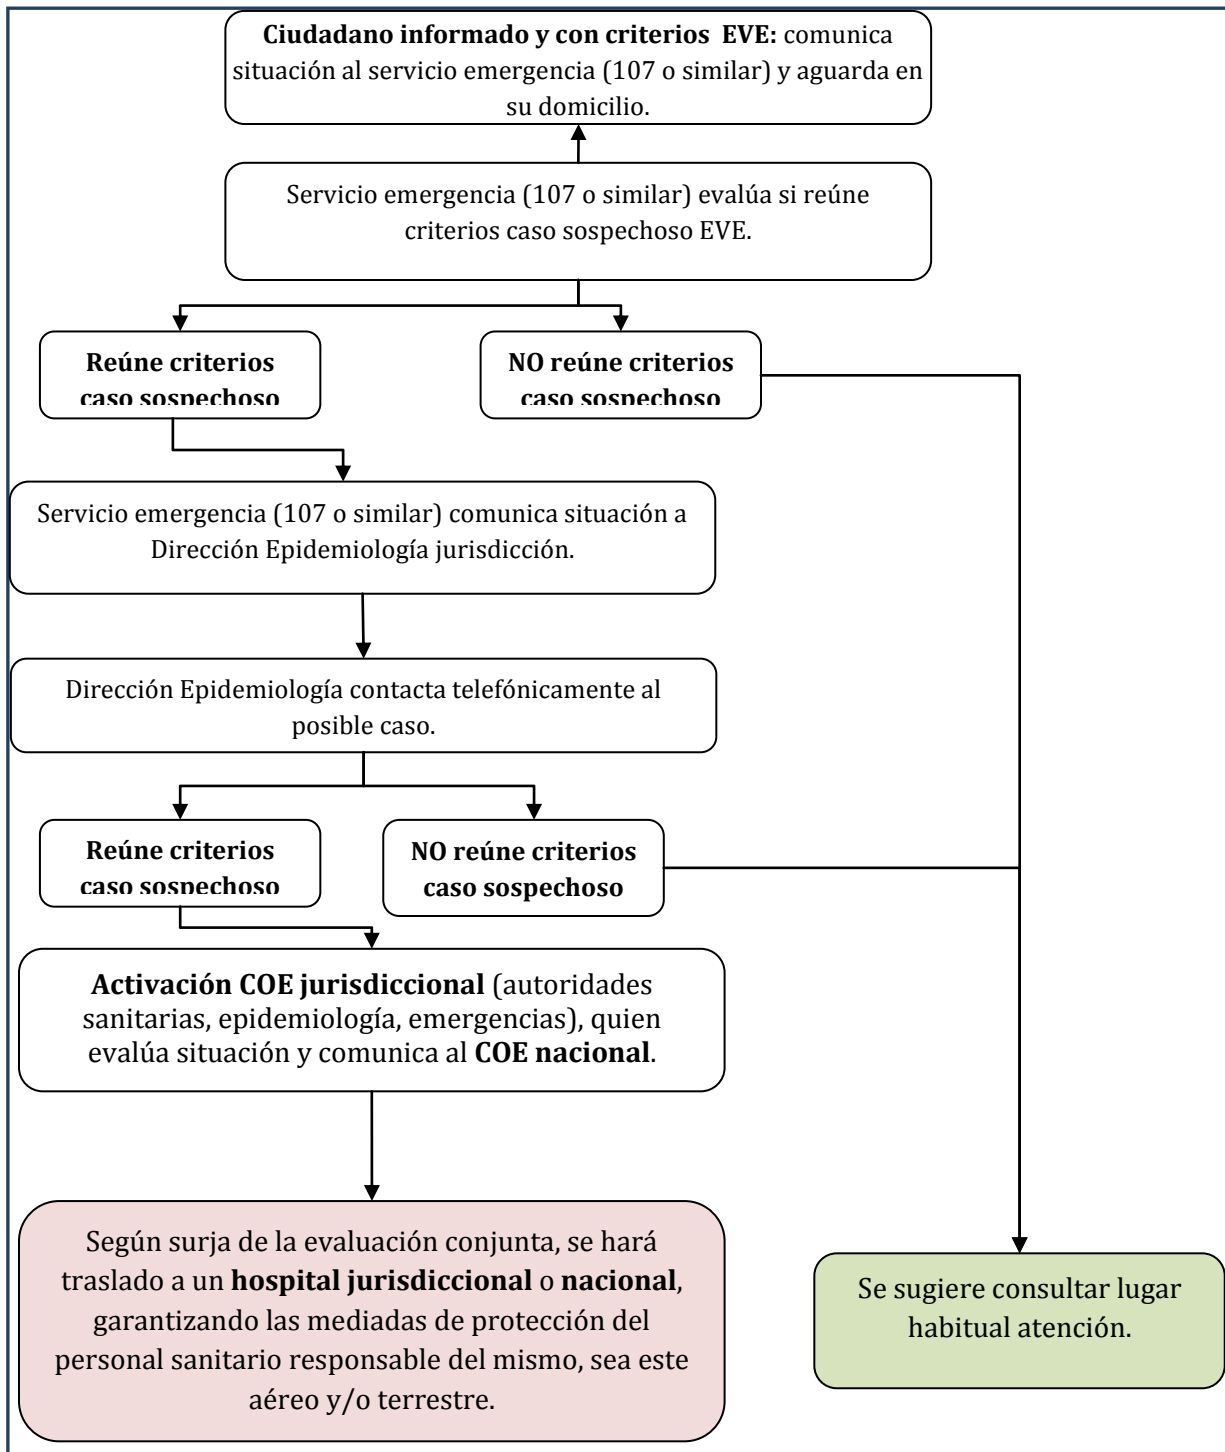 Ciudadano informado y con criterios EVE: comunica
situación al servicio emergencia (107 o similar) y aguarda en
su domicilio.
Servicio emergencia (107 o similar) evalúa si reúne
criterios caso sospechoso EVE.
Reúne criterios
caso sospechoso
NO reúne criterios
caso sospechoso
Servicio emergencia (107 o similar) comunica situación a
Dirección Epidemiología jurisdicción.
Dirección Epidemiología contacta telefónicamente al
posible caso.
Reúne criterios
caso sospechoso
NO reúne criterios
caso sospechoso
Activación COE jurisdiccional (autoridades
sanitarias, epidemiología, emergencias), quien
evalúa situación y comunica al COE nacional.
Según surja de la evaluación conjunta, se hará
traslado a un hospital jurisdiccional o nacional,
garantizando las mediadas de protección del
personal sanitario responsable del mismo, sea este
aéreo y/o terrestre.
Se sugiere consultar lugar
habitual atención.